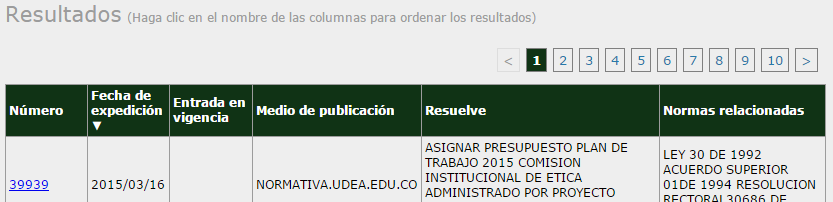 Resultados (Haga clic en el nombre de las columnas para ordenar los resultados)
< 1 2 3 4 5 6 7 8 9 10 >
Número
Fecha de
expedición
▼
Entrada en
vigencia
Medio de publicación
Resuelve
Normas relacionadas
39939
2015/03/16
NORMATIVA.UDEA.EDU.CO
ASIGNAR PRESUPUESTO PLAN DE
TRABAJO 2015 COMISION
INSTITUCIONAL DE ETICA
ADMINISTRADO POR PROYECTO
LEY 30 DE 1992
ACUERDO SUPERIOR
01DE 1994 RESOLUCION
RECTORAL30686 DE